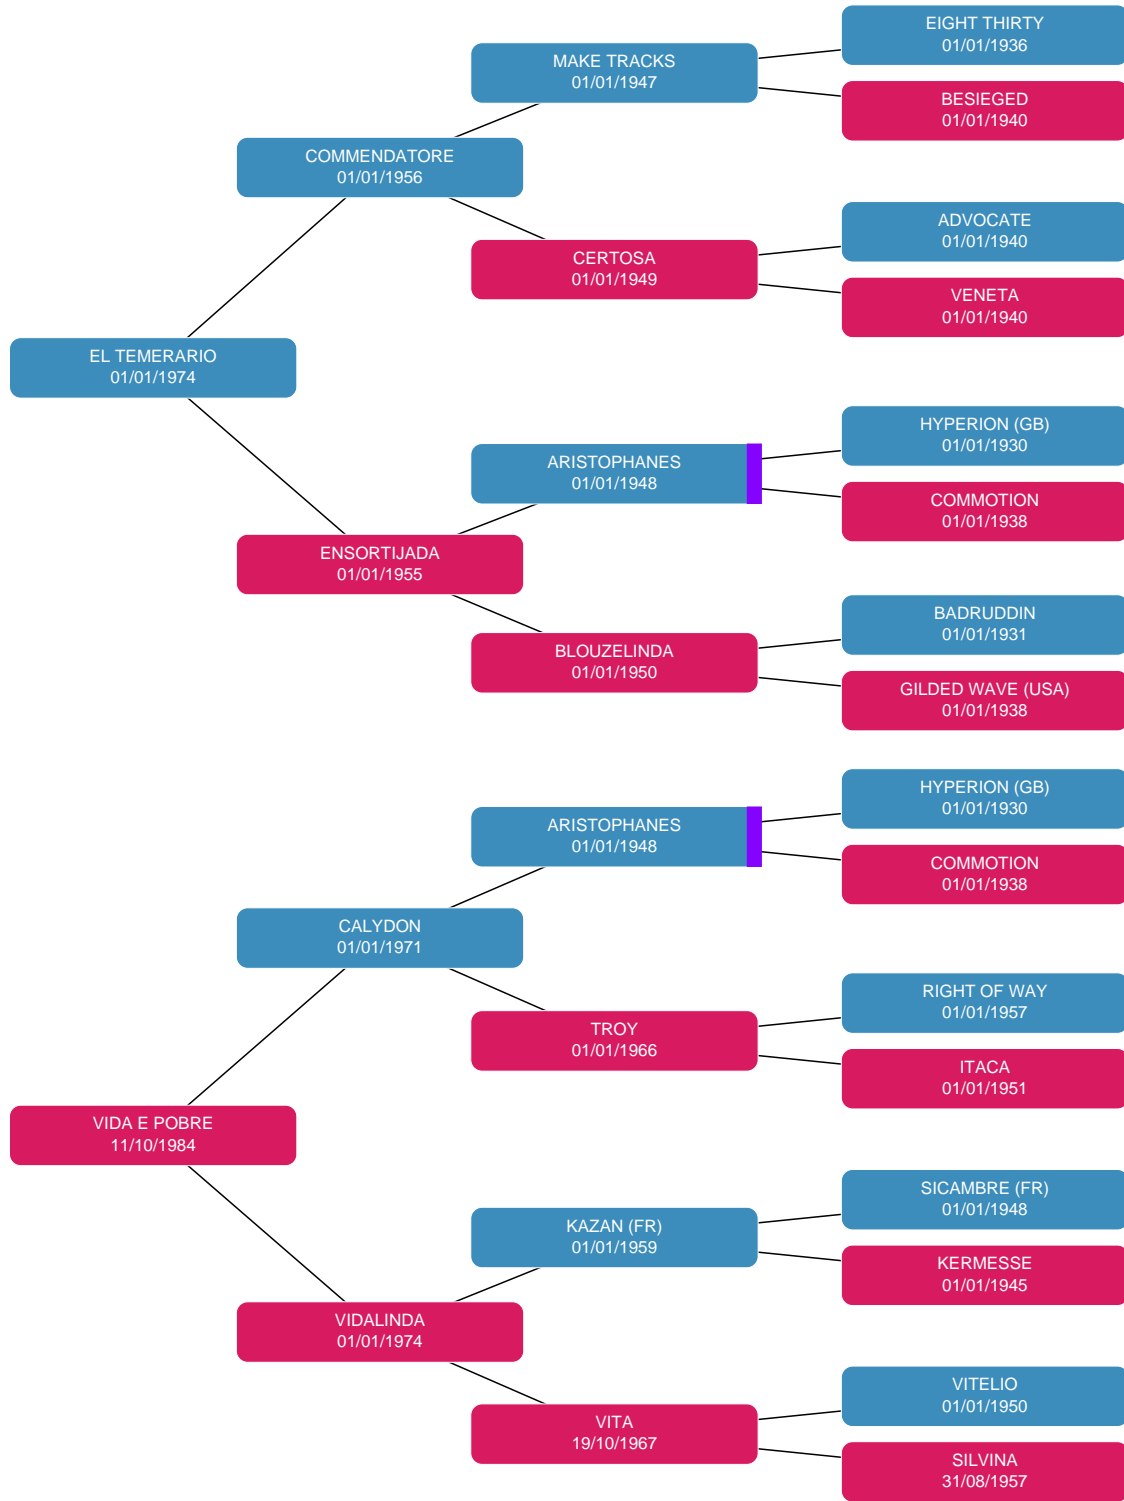 EIGHT THIRTY
01/01/1936
MAKE TRACKS
01/01/1947
BESIEGED
01/01/1940
COMMENDATORE
01/01/1956
ADVOCATE
01/01/1940
CERTOSA
01/01/1949
VENETA
01/01/1940
EL TEMERARIO
01/01/1974
HYPERION (GB)
01/01/1930
ARISTOPHANES
01/01/1948
COMMOTION
01/01/1938
ENSORTIJADA
01/01/1955
BADRUDDIN
01/01/1931
BLOUZELINDA
01/01/1950
GILDED WAVE (USA)
01/01/1938
HYPERION (GB)
01/01/1930
ARISTOPHANES
01/01/1948
COMMOTION
01/01/1938
CALYDON
01/01/1971
RIGHT OF WAY
01/01/1957
TROY
01/01/1966
ITACA
01/01/1951
VIDA E POBRE
11/10/1984
SICAMBRE (FR)
01/01/1948
KAZAN (FR)
01/01/1959
KERMESSE
01/01/1945
VIDALINDA
01/01/1974
VITELIO
01/01/1950
VITA
19/10/1967
SILVINA
31/08/1957